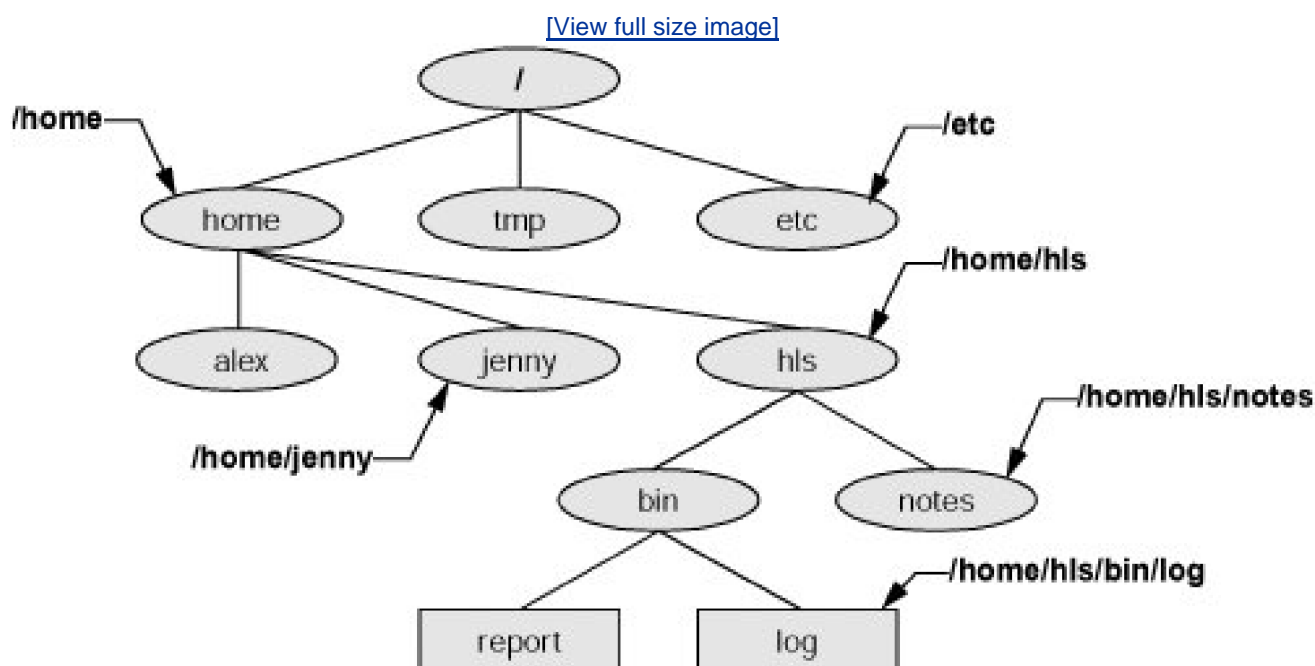 [View full size image]
/
/home
/etc
home
tmp
etc
/home/hls
alex
jenny
hls
/home/hls/notes
/home/jenny
bin
notes
/home/hls/bin/log
report
log